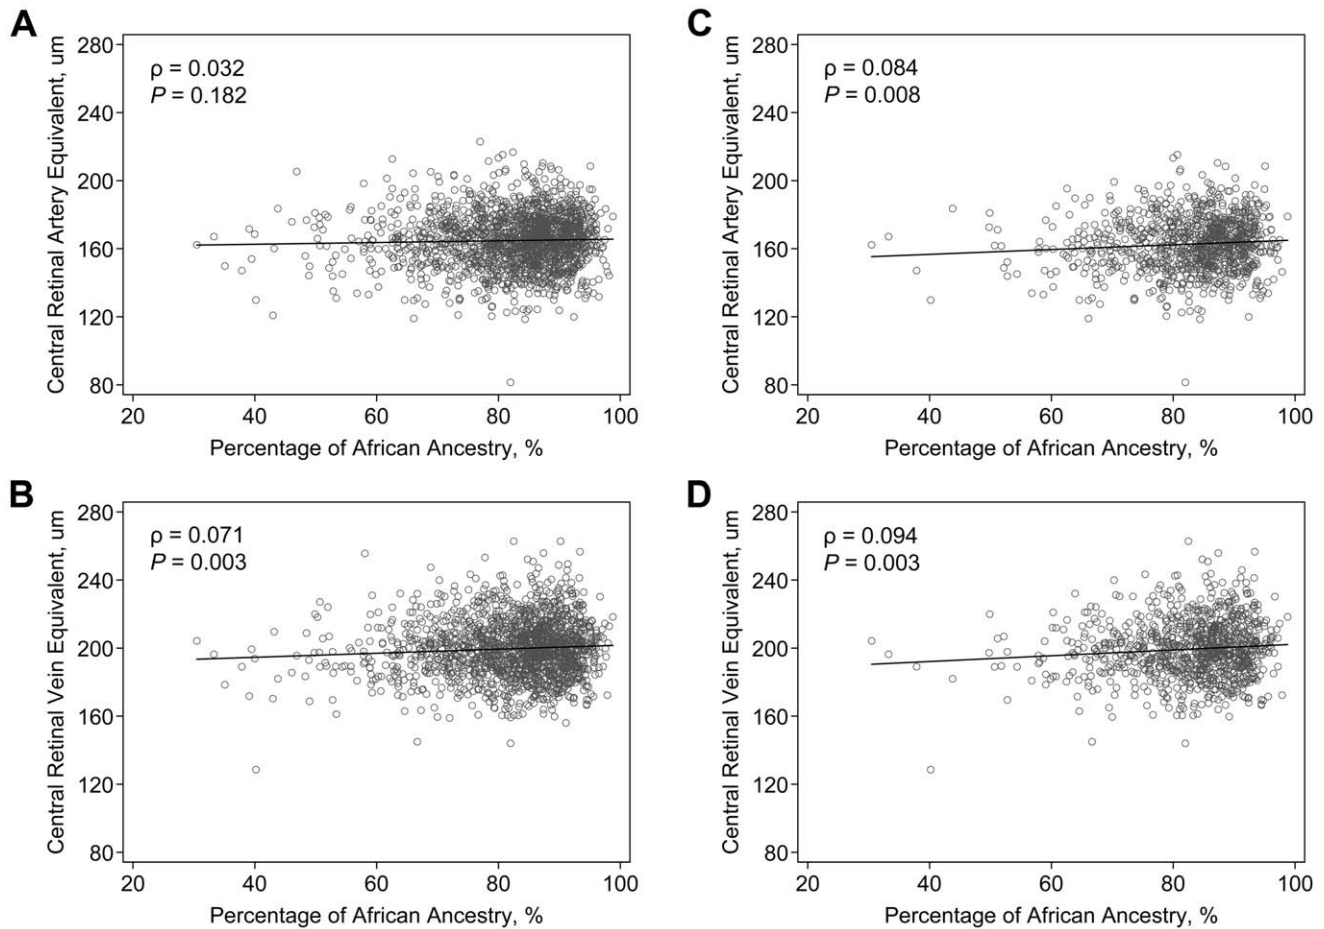 A
Central Retinal Artery Equivalent, um
280
240
200
160
120
80
ρ = 0.032
P = 0.182
20
40
60
80
100
Percentage of African Ancestry, %
C
Central Retinal Artery Equivalent, um
280
240
200
160
120
80
ρ = 0.084
P = 0.008
20
40
60
80
100
Percentage of African Ancestry, %
B
Central Retinal Vein Equivalent, um
280
240
200
160
120
80
ρ = 0.071
P = 0.003
20
40
60
80
100
Percentage of African Ancestry, %
D
Central Retinal Vein Equivalent, um
280
240
200
160
120
80
ρ = 0.094
P = 0.003
20
40
60
80
100
Percentage of African Ancestry, %